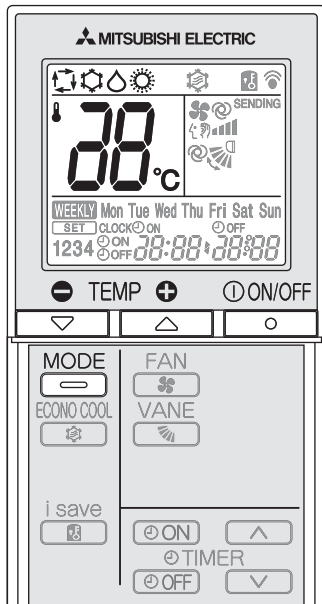 MITSUBISHI ELECTRIC
SENDING
88°C
WEEKLY Mon Tue Wed Thu Fri Sat Sun
SET CLOCK ON OFF
1234 ON OFF 88:88 88:88
TEMP ON/OFF
MODE FAN
ECONO COOL VANE
i save
ON
TIMER
OFF